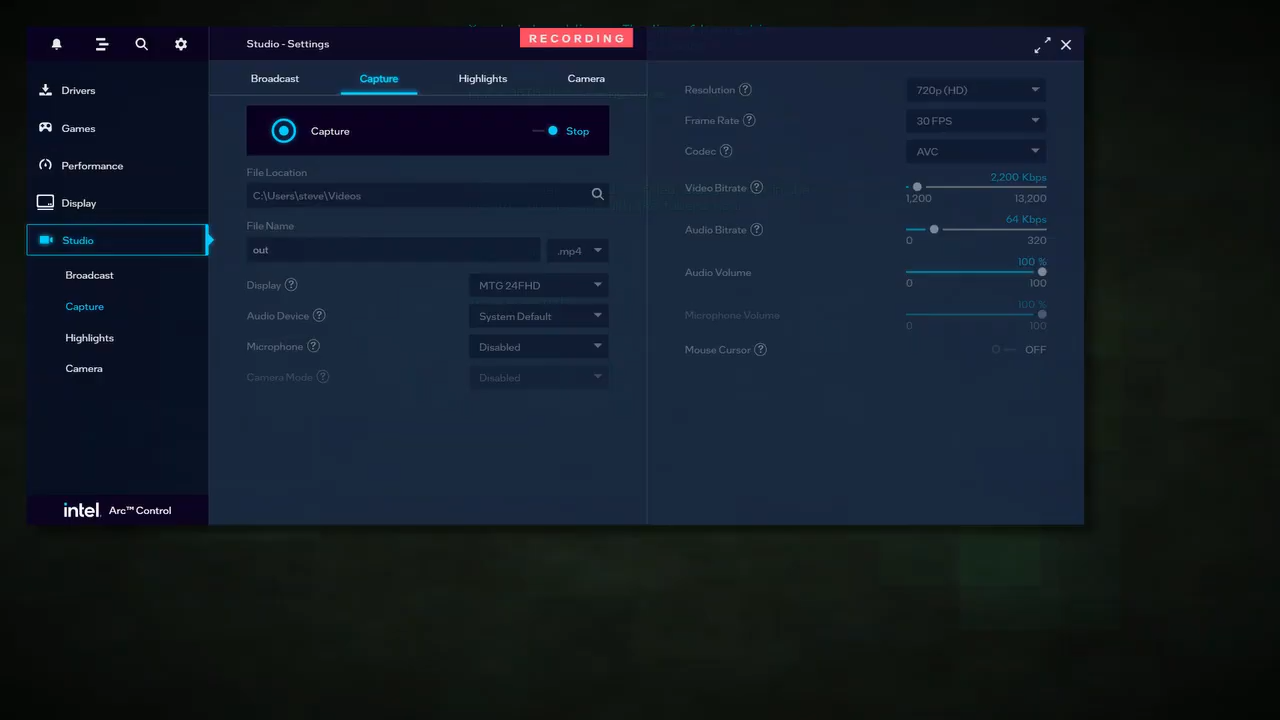 Studio - Settings
RECORDING
Drivers
Games
Performance
Display
Studio
Broadcast
Capture
Highlights
Camera
intel. Arc™ Control
Broadcast
Capture
Highlights
Camera
Capture
Stop
File Location
C:\Users\steve\Videos
File Name
out
.mp4
Display ?
MTG 24FHD
Audio Device ?
System Default
Microphone ?
Disabled
Camera Mode ?
Disabled
Resolution ?
720p (HD)
Frame Rate ?
30 FPS
Codec ?
AVC
Video Bitrate ?
2,200 Kbps
1,200
13,200
Audio Bitrate ?
64 Kbps
0
320
Audio Volume
100 %
0
100
Microphone Volume
100 %
0
100
Mouse Cursor ?
OFF